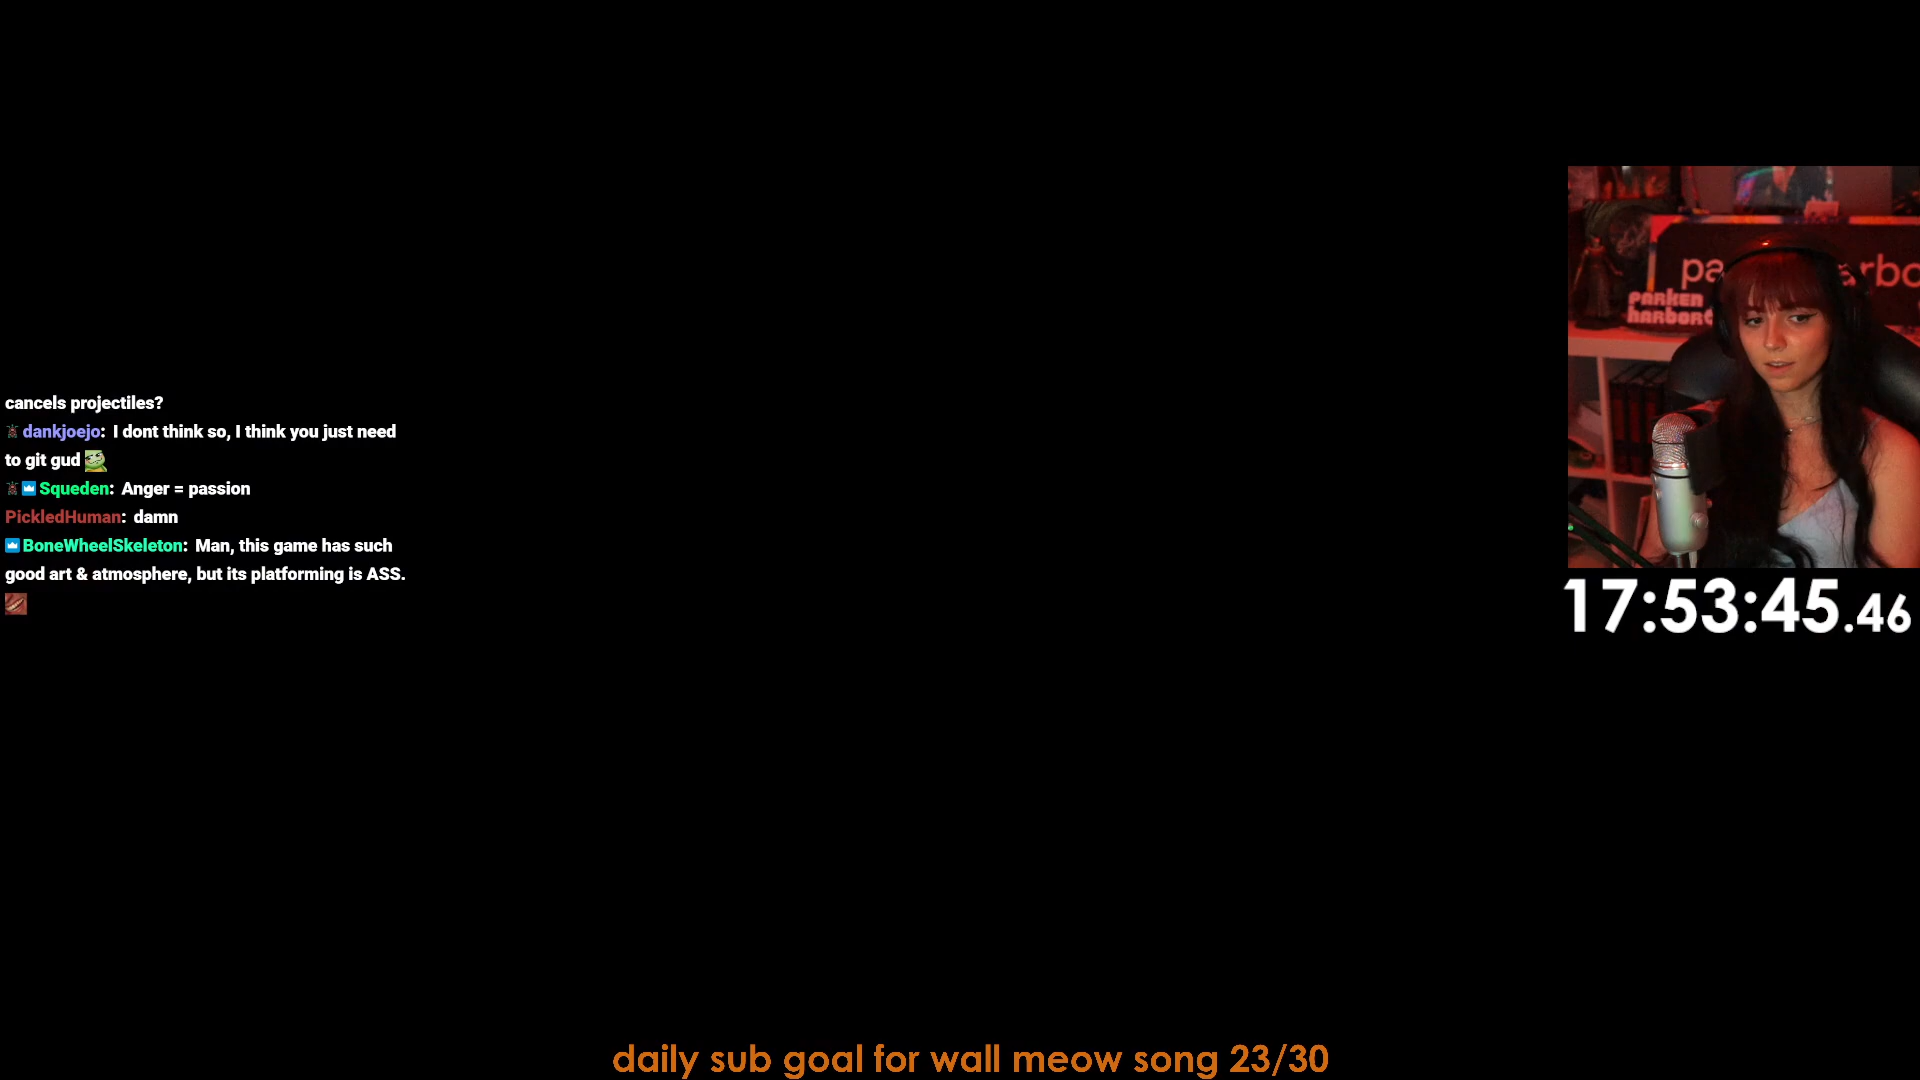 cancels projectiles?
dankjoejo: I dont think so, I think you just need
to git gud
Squeden: Anger = passion
PickledHuman: damn
BoneWheelSkeleton: Man, this game has such
good art & atmosphere, but its platforming is ASS.
parken
harbor
17:53:45.46
daily sub goal for wall meow song 23/30